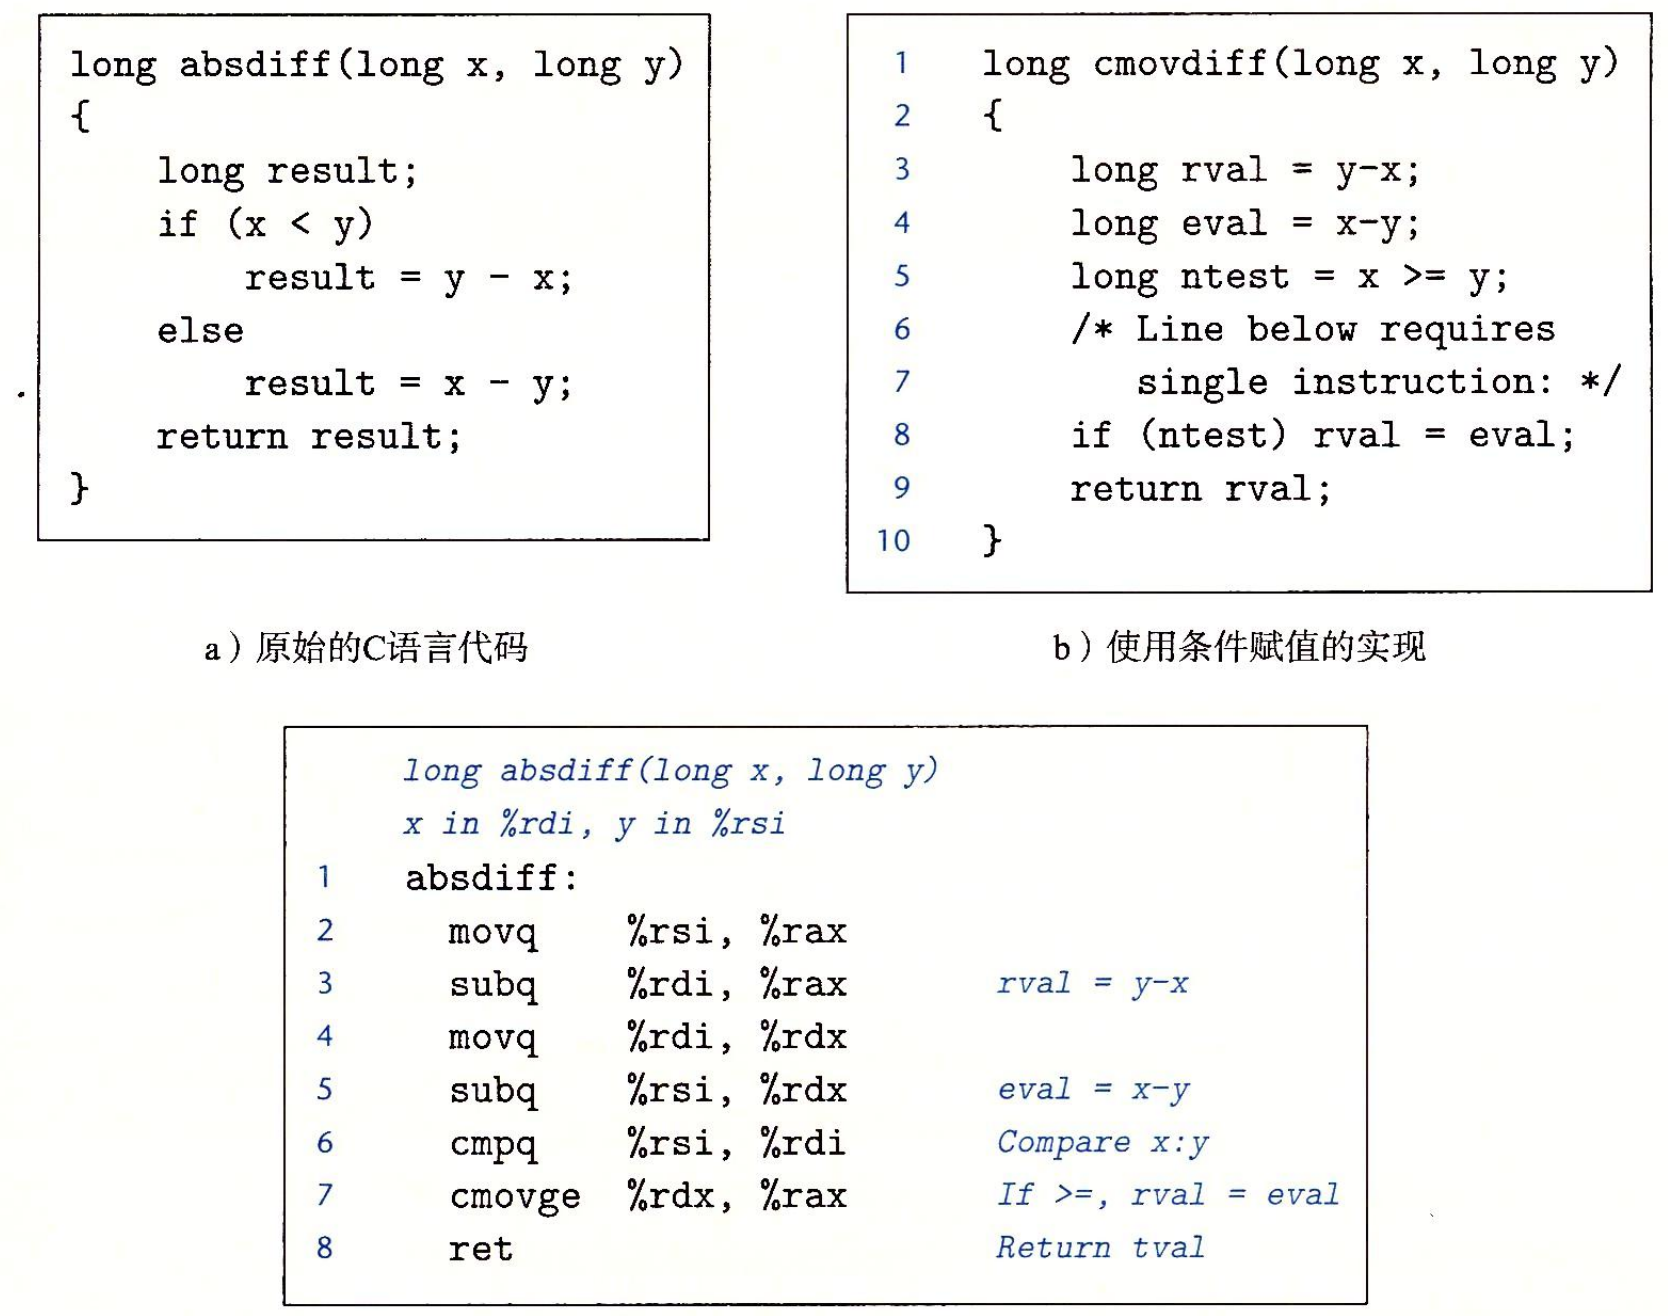 long absdiff(long x, long y)
{
    long result;
    if (x < y)
        result = y - x;
    else
        result = x - y;
    return result;
}
a）原始的C语言代码
1 long cmovdiff(long x, long y)
2 {
3     long rval = y-x;
4     long eval = x-y;
5     long ntest = x >= y;
6     /* Line below requires
7        single instruction: */
8     if (ntest) rval = eval;
9     return rval;
10 }
b）使用条件赋值的实现
long absdiff(long x, long y)
x in %rdi, y in %rsi
1 absdiff:
2   movq    %rsi, %rax
3   subq    %rdi, %rax    rval = y-x
4   movq    %rdi, %rdx
5   subq    %rsi, %rdx    eval = x-y
6   cmpq    %rsi, %rdi    Compare x:y
7   cmovge  %rdx, %rax    If >=, rval = eval
8   ret    Return tval